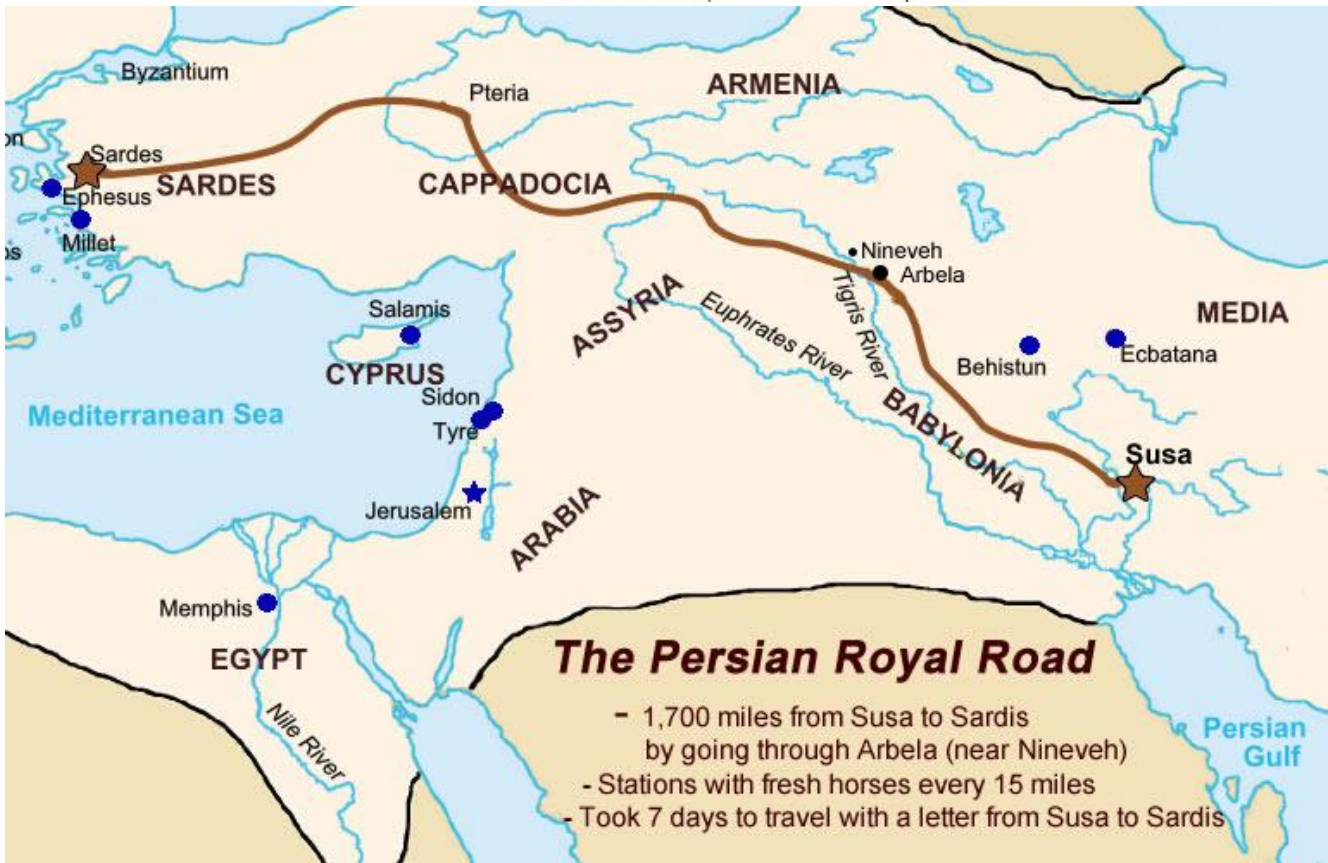 Byzantium
Pteria
ARMENIA
on
Sardes
SARDES
CAPPADOCIA
Ephesus
Millet
os
Nineveh
Arbela
Tigris River
ASSYRIA
Euphrates River
MEDIA
Salamis
CYPRUS
Behistun
Ecbatana
Sidon
Tyre
Mediterranean Sea
BABYLONIA
Susa
Jerusalem
ARABIA
Memphis
EGYPT
Nile River
The Persian Royal Road
- 1,700 miles from Susa to Sardis
by going through Arbela (near Nineveh)
- Stations with fresh horses every 15 miles
- Took 7 days to travel with a letter from Susa to Sardis
Persian
Gulf